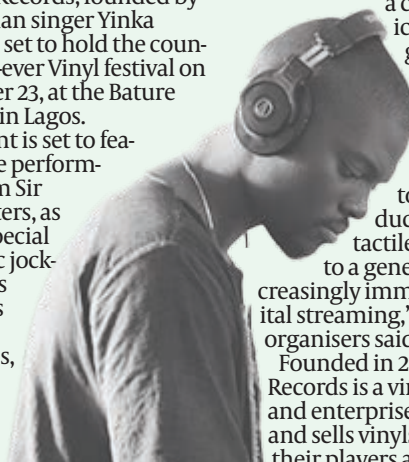 Records, founded by
an singer Yinka
set to hold the coun-
-ever Vinyl festival on
er 23, at the Bature
in Lagos.
nt is set to fea-
e perform-
m Sir
ters, as
pecial
c jock-
s
s
s,
a c
ic
g
to
duc
tactile
to a gene
creasingly imm
ital streaming,"
organisers said
Founded in 2
Records is a vin
and enterprise
and sells vinyls
their players a